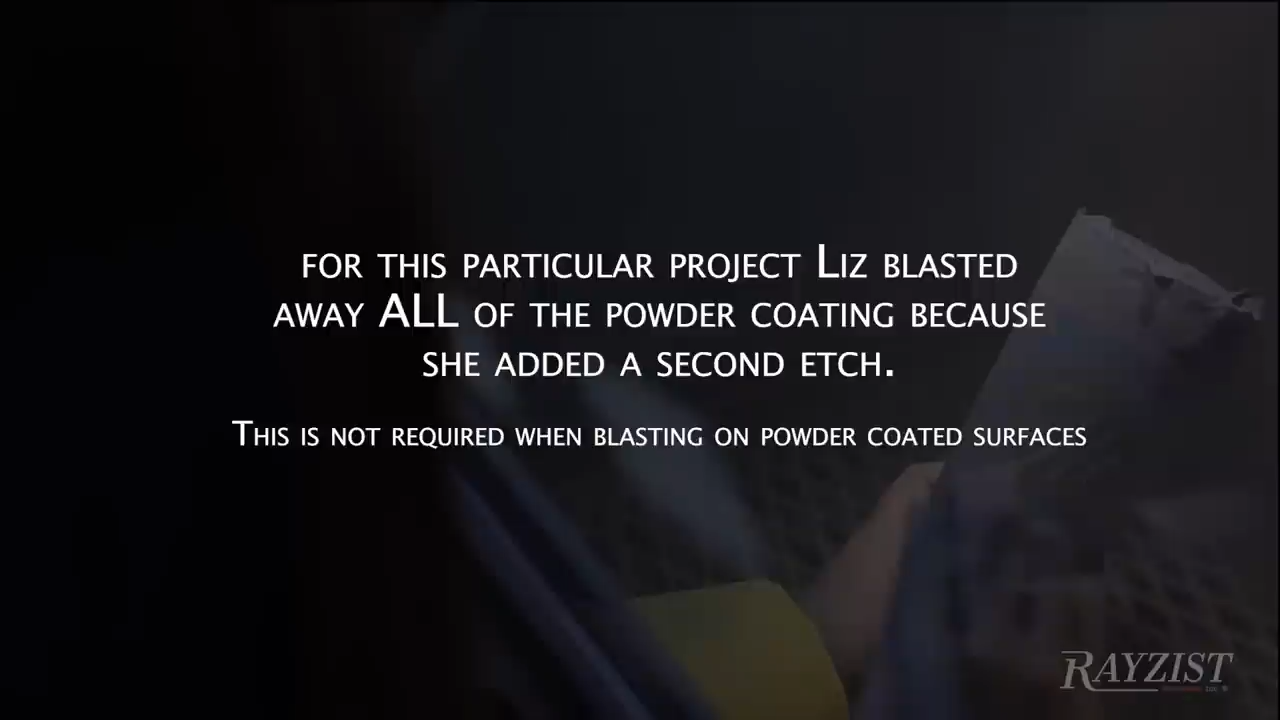 For this particular project Liz blasted
away ALL of the powder coating because
she added a second etch.
This is not required when blasting on powder coated surfaces
RAYZIST